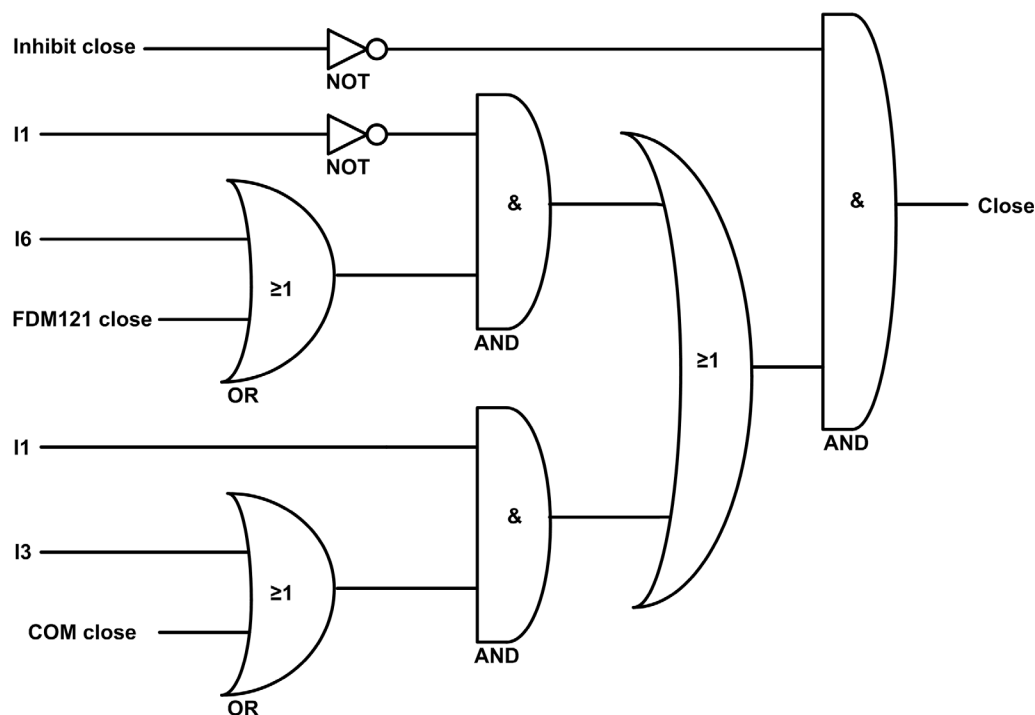 Inhibit close
NOT
I1
NOT
&
&
Close
I6
≥1
FDM121 close
AND
OR
≥1
AND
I1
&
I3
≥1
COM close
AND
OR